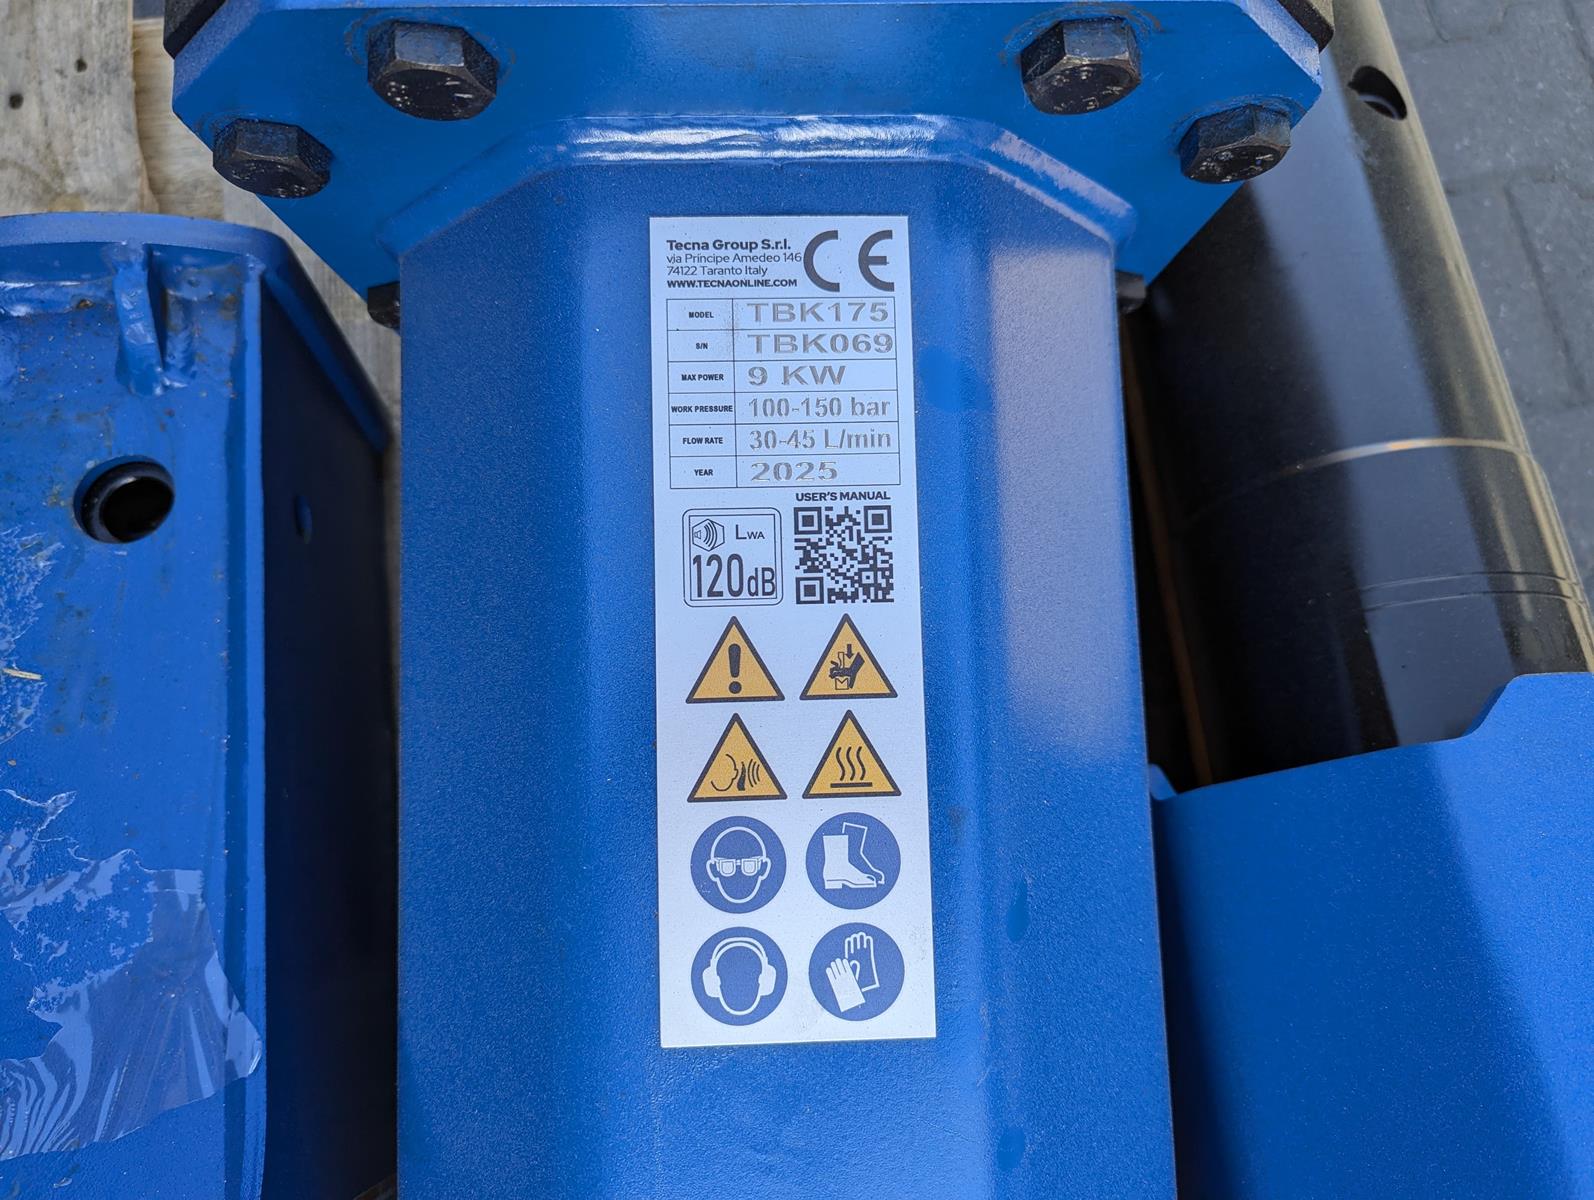 Tecna Group S.r.l.
via Principe Amedeo 146
74122 Taranto Italy
WWW.TECNAONLINE.COM
CE
MODEL TBK175
S/N TBK069
MAX POWER 9 KW
WORK PRESSURE 100-150 bar
FLOW RATE 30-45 L/min
YEAR 2025
USER'S MANUAL
LWA
120dB